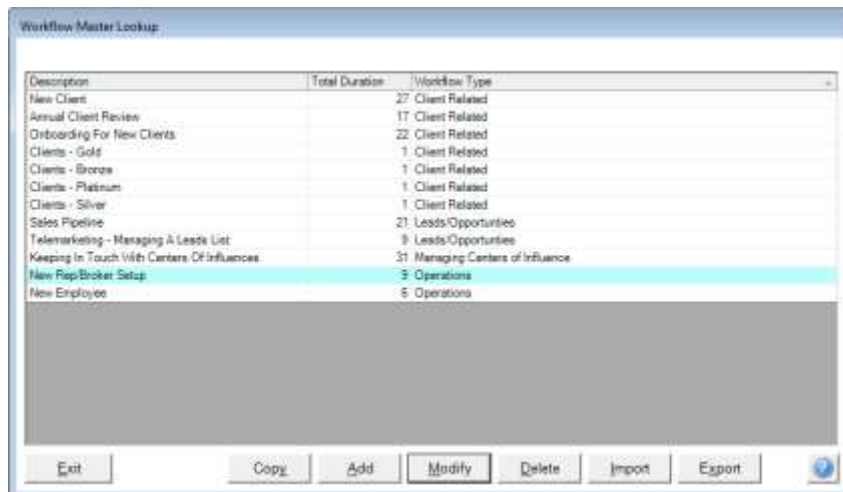 Workflow Master Lookup
Description Total Duration Workflow Type
New Client 27 Client Related
Annual Client Review 17 Client Related
Onboarding For New Clients 22 Client Related
Clients - Gold 1 Client Related
Clients - Bronze 1 Client Related
Clients - Platinum 1 Client Related
Clients - Silver 1 Client Related
Sales Pipeline 21 Leads/Opportunties
Telemarketing - Managing A Leads List 9 Leads/Opportunties
Keeping In Touch With Centers Of Influences 31 Managing Centers of Influence
New Rep/Broker Setup 9 Operations
New Employee 6 Operations
Exit Copy Add Modify Delete Import Export ?